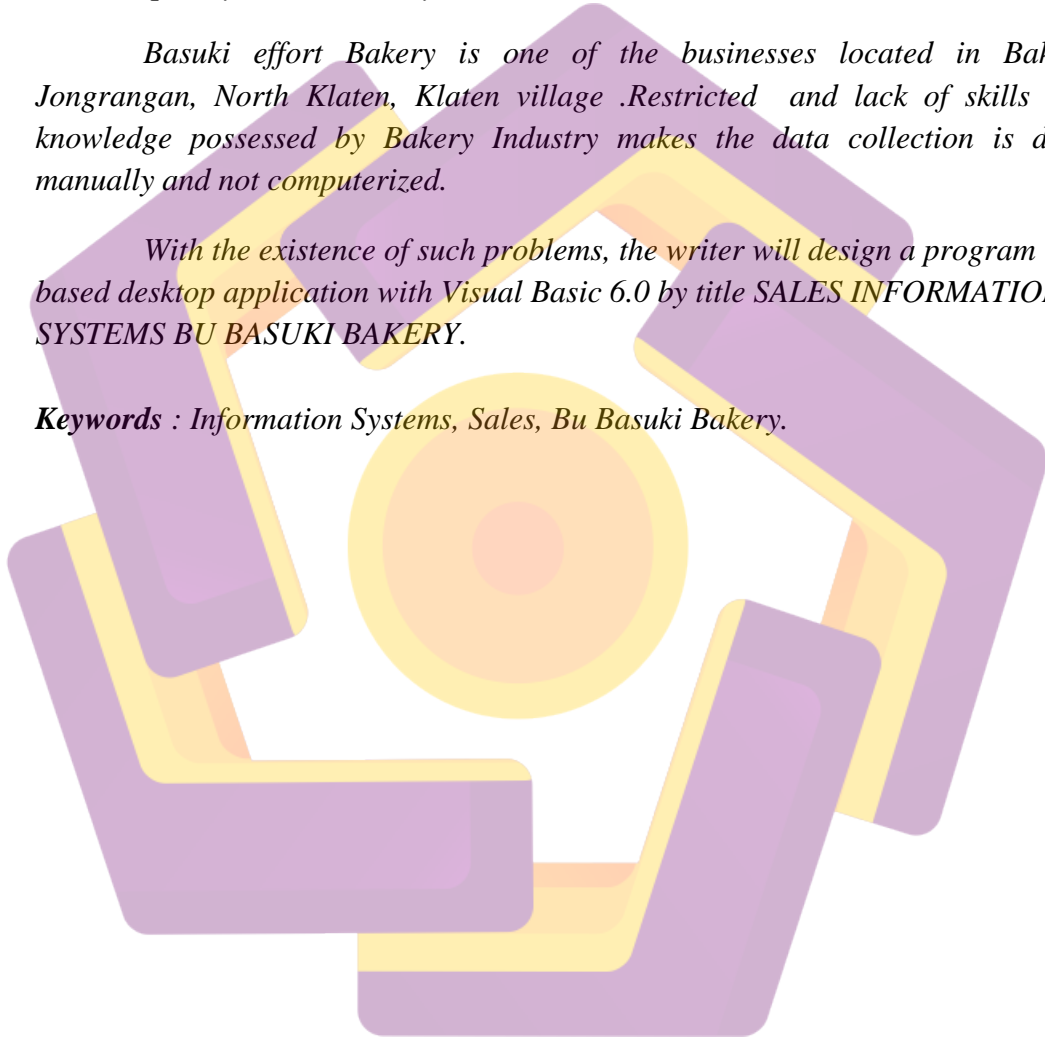 Basuki effort Bakery is one of the businesses located in
Jongrangan, North Klaten, Klaten village .Restricted and lack of skills
knowledge possessed by Bakery Industry makes the data collection is
manually and not computerized.
With the existence of such problems, the writer will design a program
based desktop application with Visual Basic 6.0 by title SALES INFORMATION
SYSTEMS BU BASUKI BAKERY.
Keywords : Information Systems, Sales, Bu Basuki Bakery.